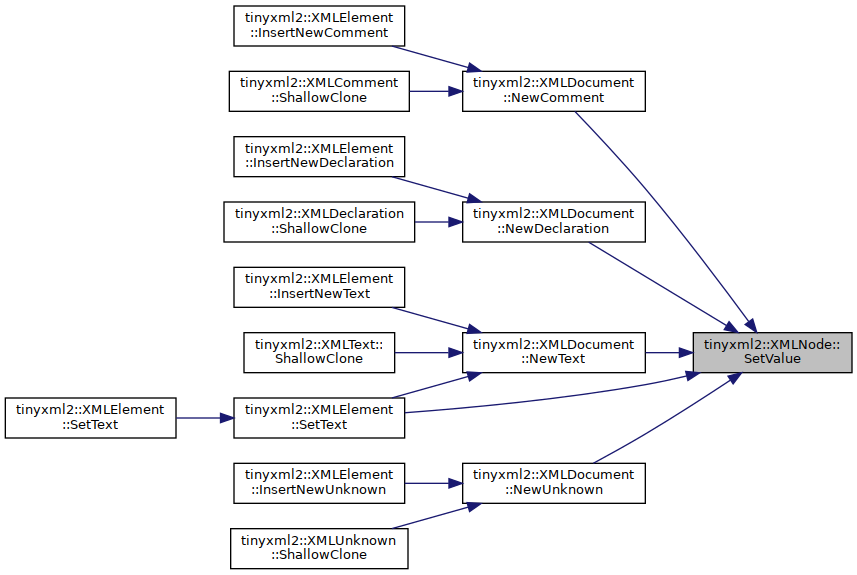 tinyxml2::XMLElement
::InsertNewComment
tinyxml2::XMLComment
::ShallowClone
tinyxml2::XMLDocument
::NewComment
tinyxml2::XMLElement
::InsertNewDeclaration
tinyxml2::XMLDeclaration
::ShallowClone
tinyxml2::XMLDocument
::NewDeclaration
tinyxml2::XMLElement
::InsertNewText
tinyxml2::XMLText::
ShallowClone
tinyxml2::XMLDocument
::NewText
tinyxml2::XMLNode::
SetValue
tinyxml2::XMLElement
::SetText
tinyxml2::XMLElement
::SetText
tinyxml2::XMLElement
::InsertNewUnknown
tinyxml2::XMLDocument
::NewUnknown
tinyxml2::XMLUnknown
::ShallowClone